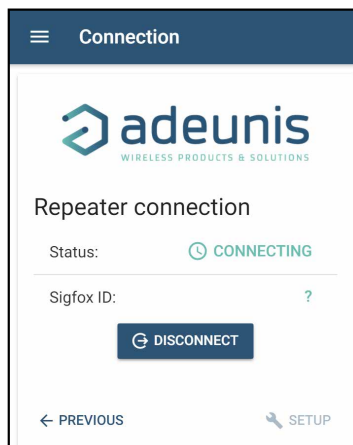 Connection
adeunis
WIRELESS PRODUCTS & SOLUTIONS
Repeater connection
Status: CONNECTING
Sigfox ID: ?
DISCONNECT
PREVIOUS SETUP